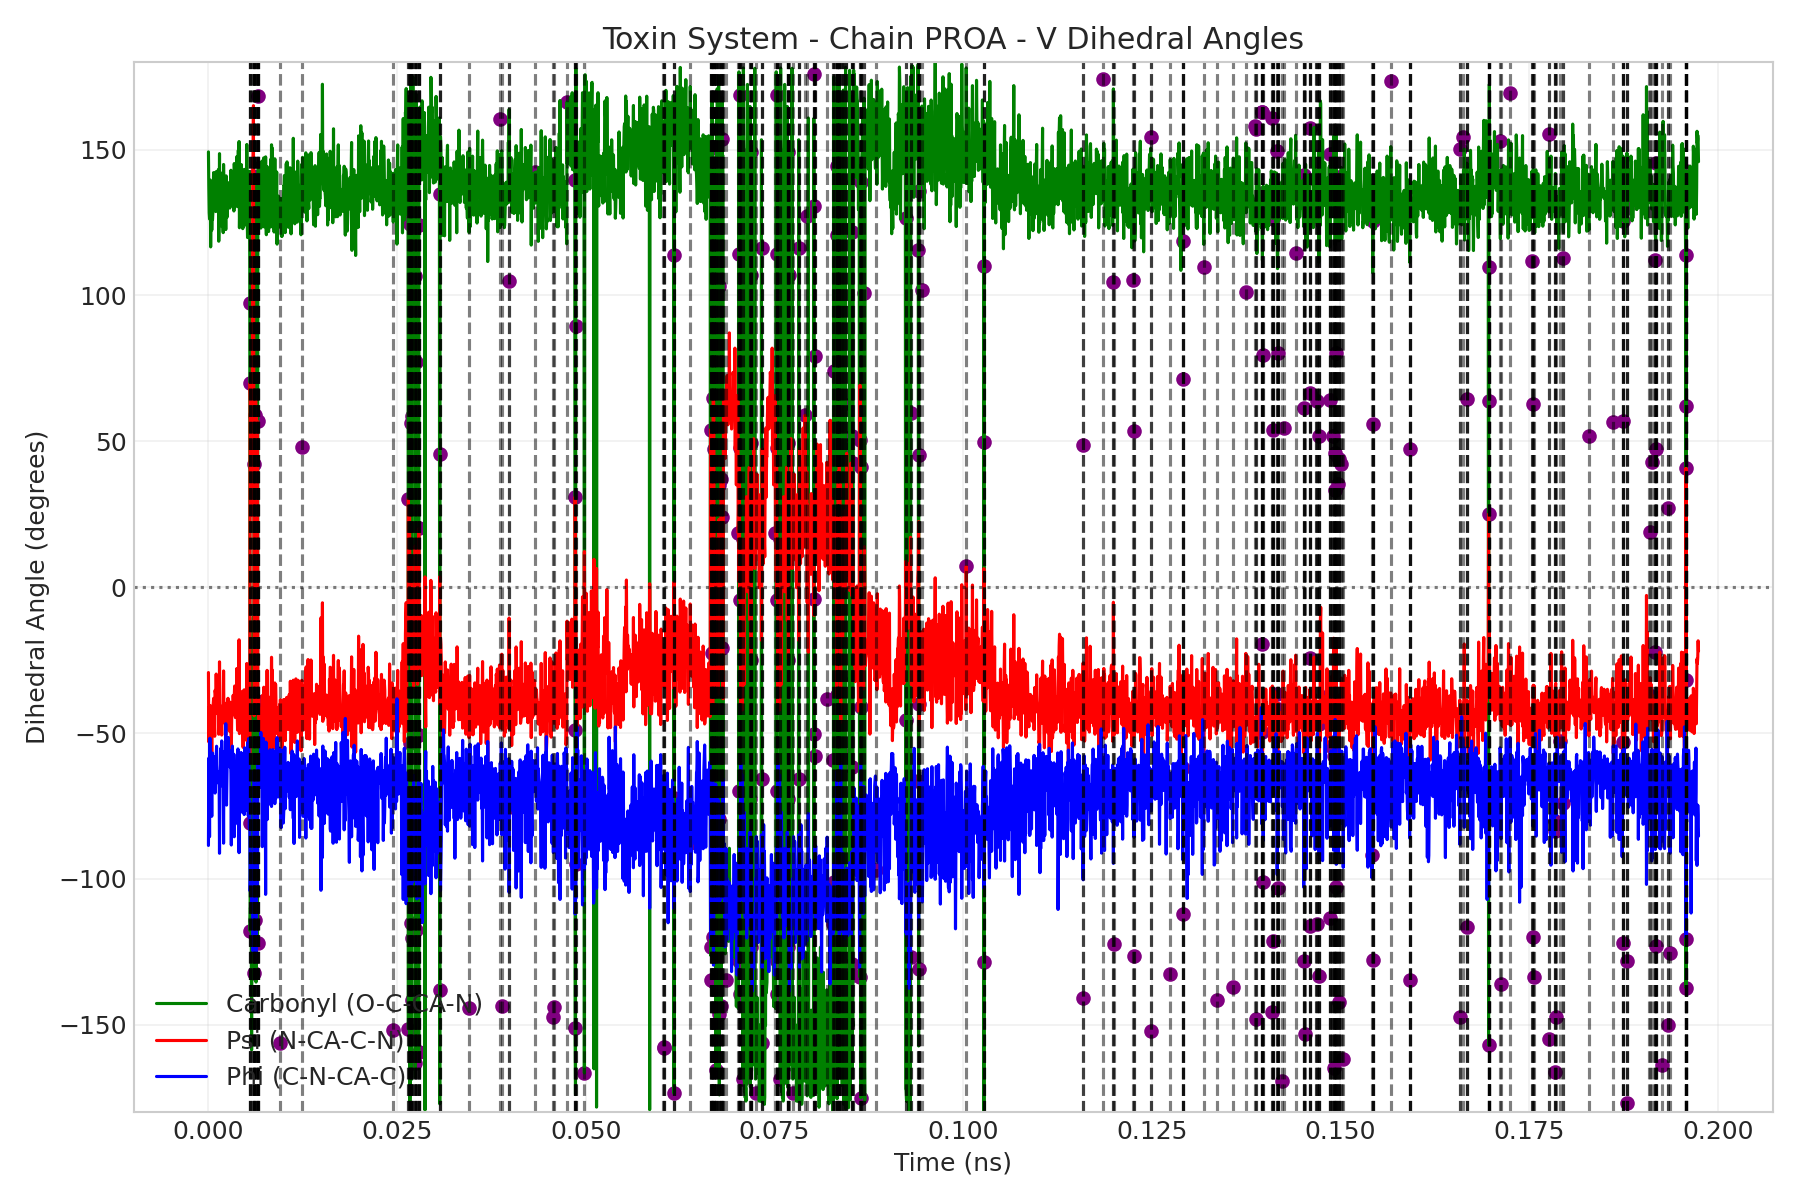 Toxin System - Chain PROA - V Dihedral Angles
Dihedral Angle (degrees)
150
100
50
0
−50
−100
−150
Carbonyl (O-C-CA-N)
Psi (N-CA-C-N)
Phi (C-N-CA-C)
0.000 0.025 0.050 0.075 0.100 0.125 0.150 0.175 0.200
Time (ns)